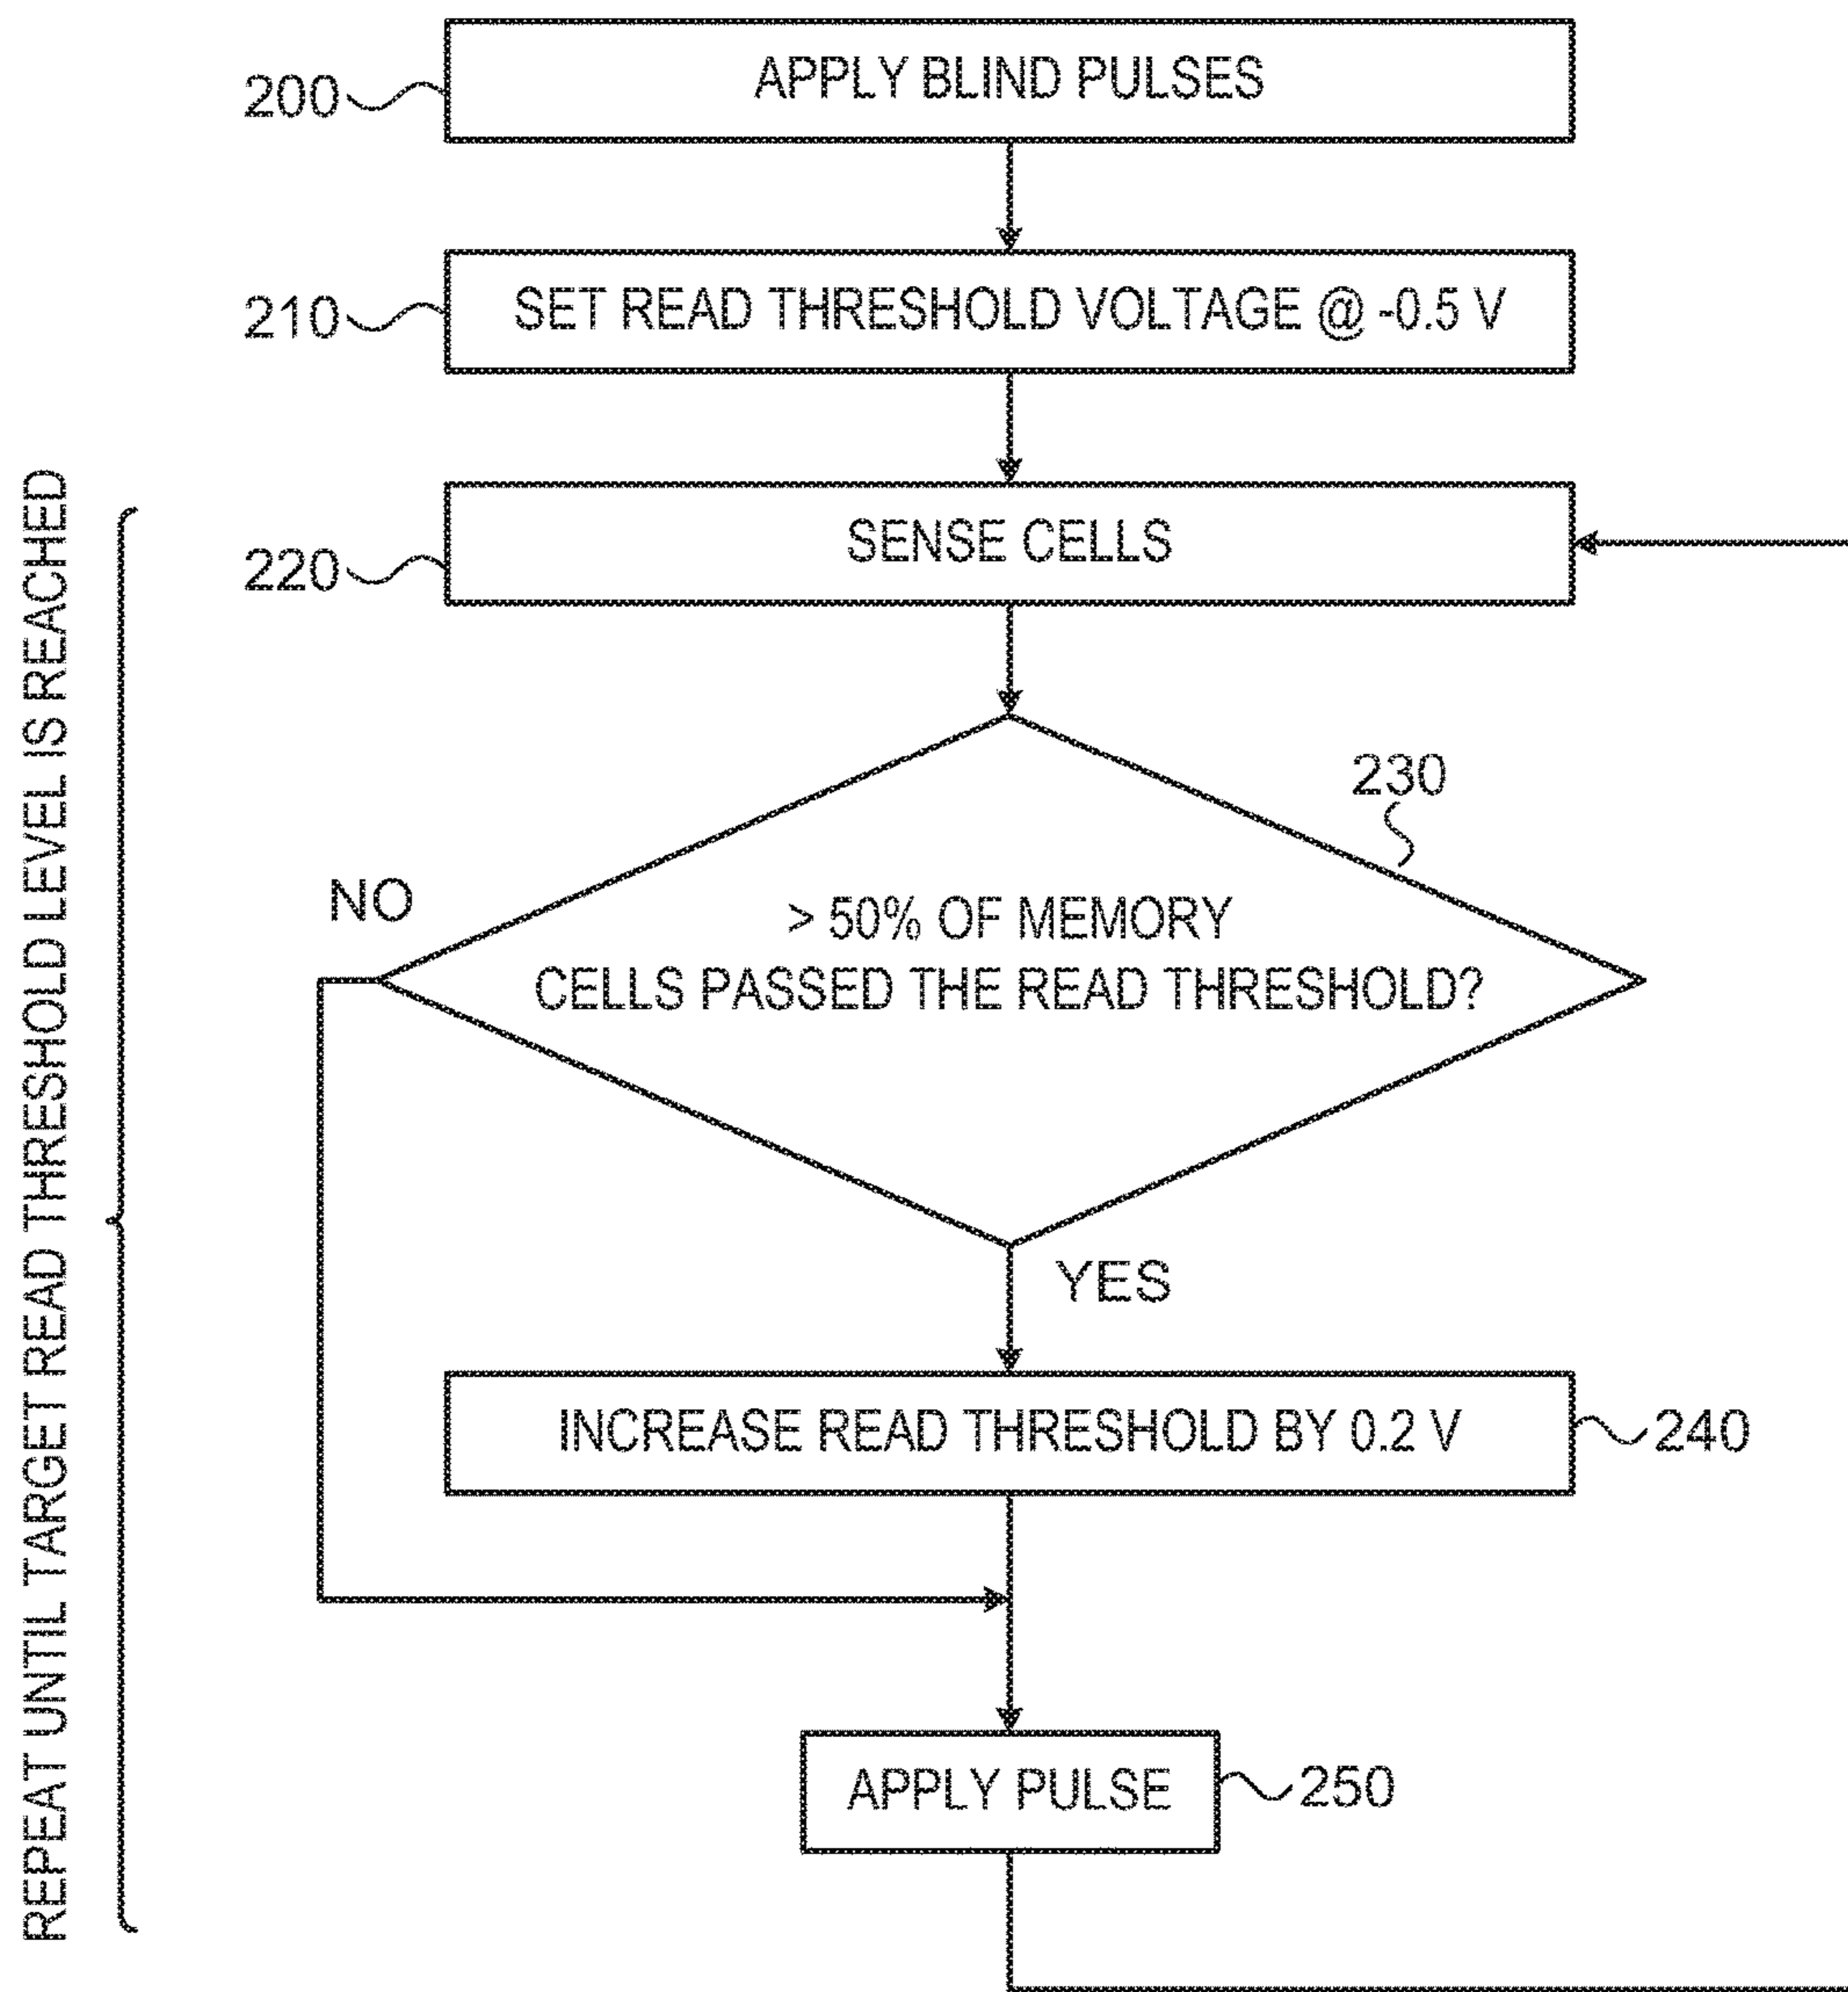 APPLY BLIND PULSES
200
SET READ THRESHOLD VOLTAGE @ -0.5 V
210
SENSE CELLS
220
REPEAT UNTIL TARGET READ THRESHOLD LEVEL IS REACHED
230
NO
> 50% OF MEMORY
CELLS PASSED THE READ THRESHOLD?
YES
INCREASE READ THRESHOLD BY 0.2 V
240
APPLY PULSE
250